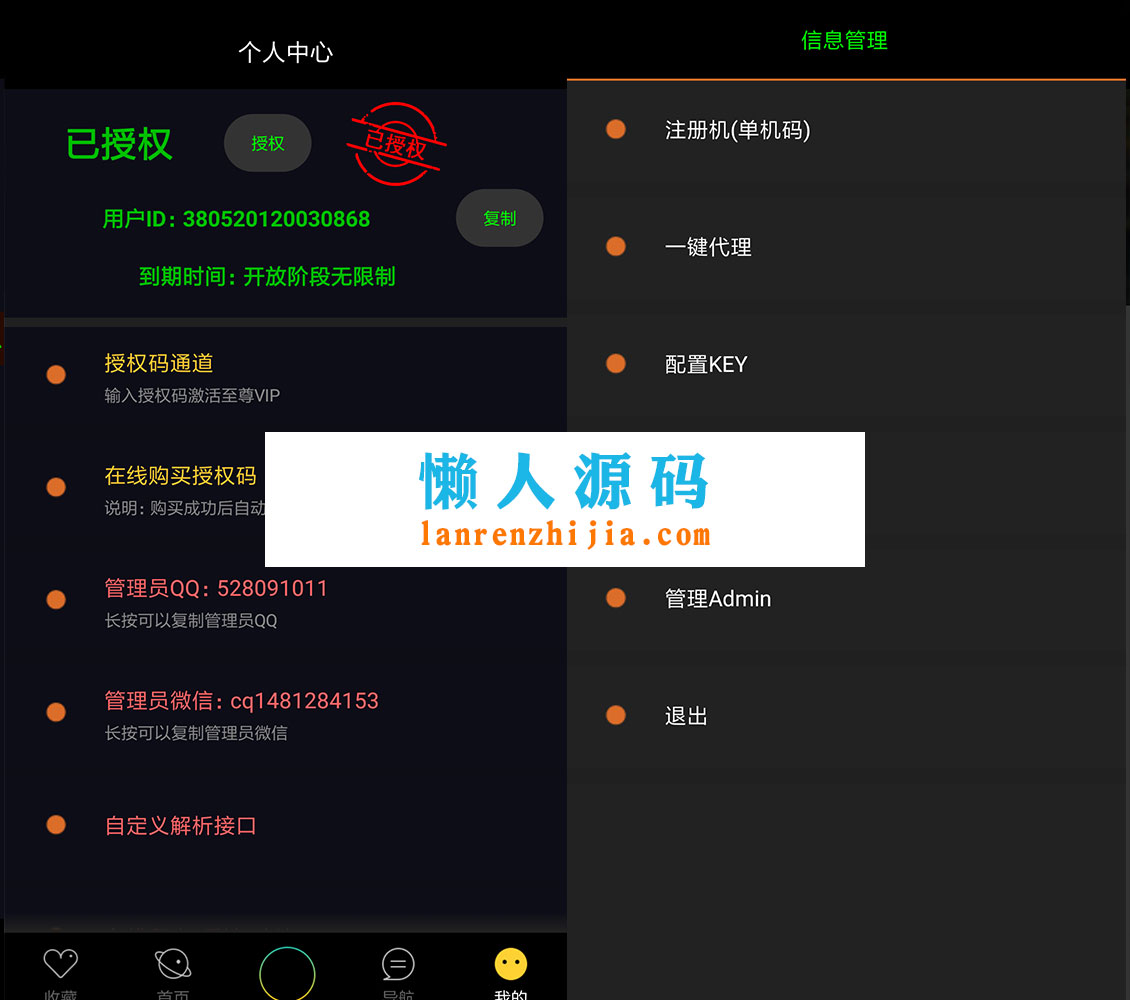 个人中心
已授权
授权
已授权
用户ID: 380520120030868
复制
到期时间: 开放阶段无限制
授权码通道
输入授权码激活至尊VIP
在线购买授权码
说明: 购买成功后自动
管理员QQ: 528091011
长按可以复制管理员QQ
管理员微信: cq1481284153
长按可以复制管理员微信
自定义解析接口
收藏
首页
导航
我的
信息管理
注册机(单机码)
一键代理
配置KEY
管理Admin
退出
懒人源码
lanrenzhijia.com